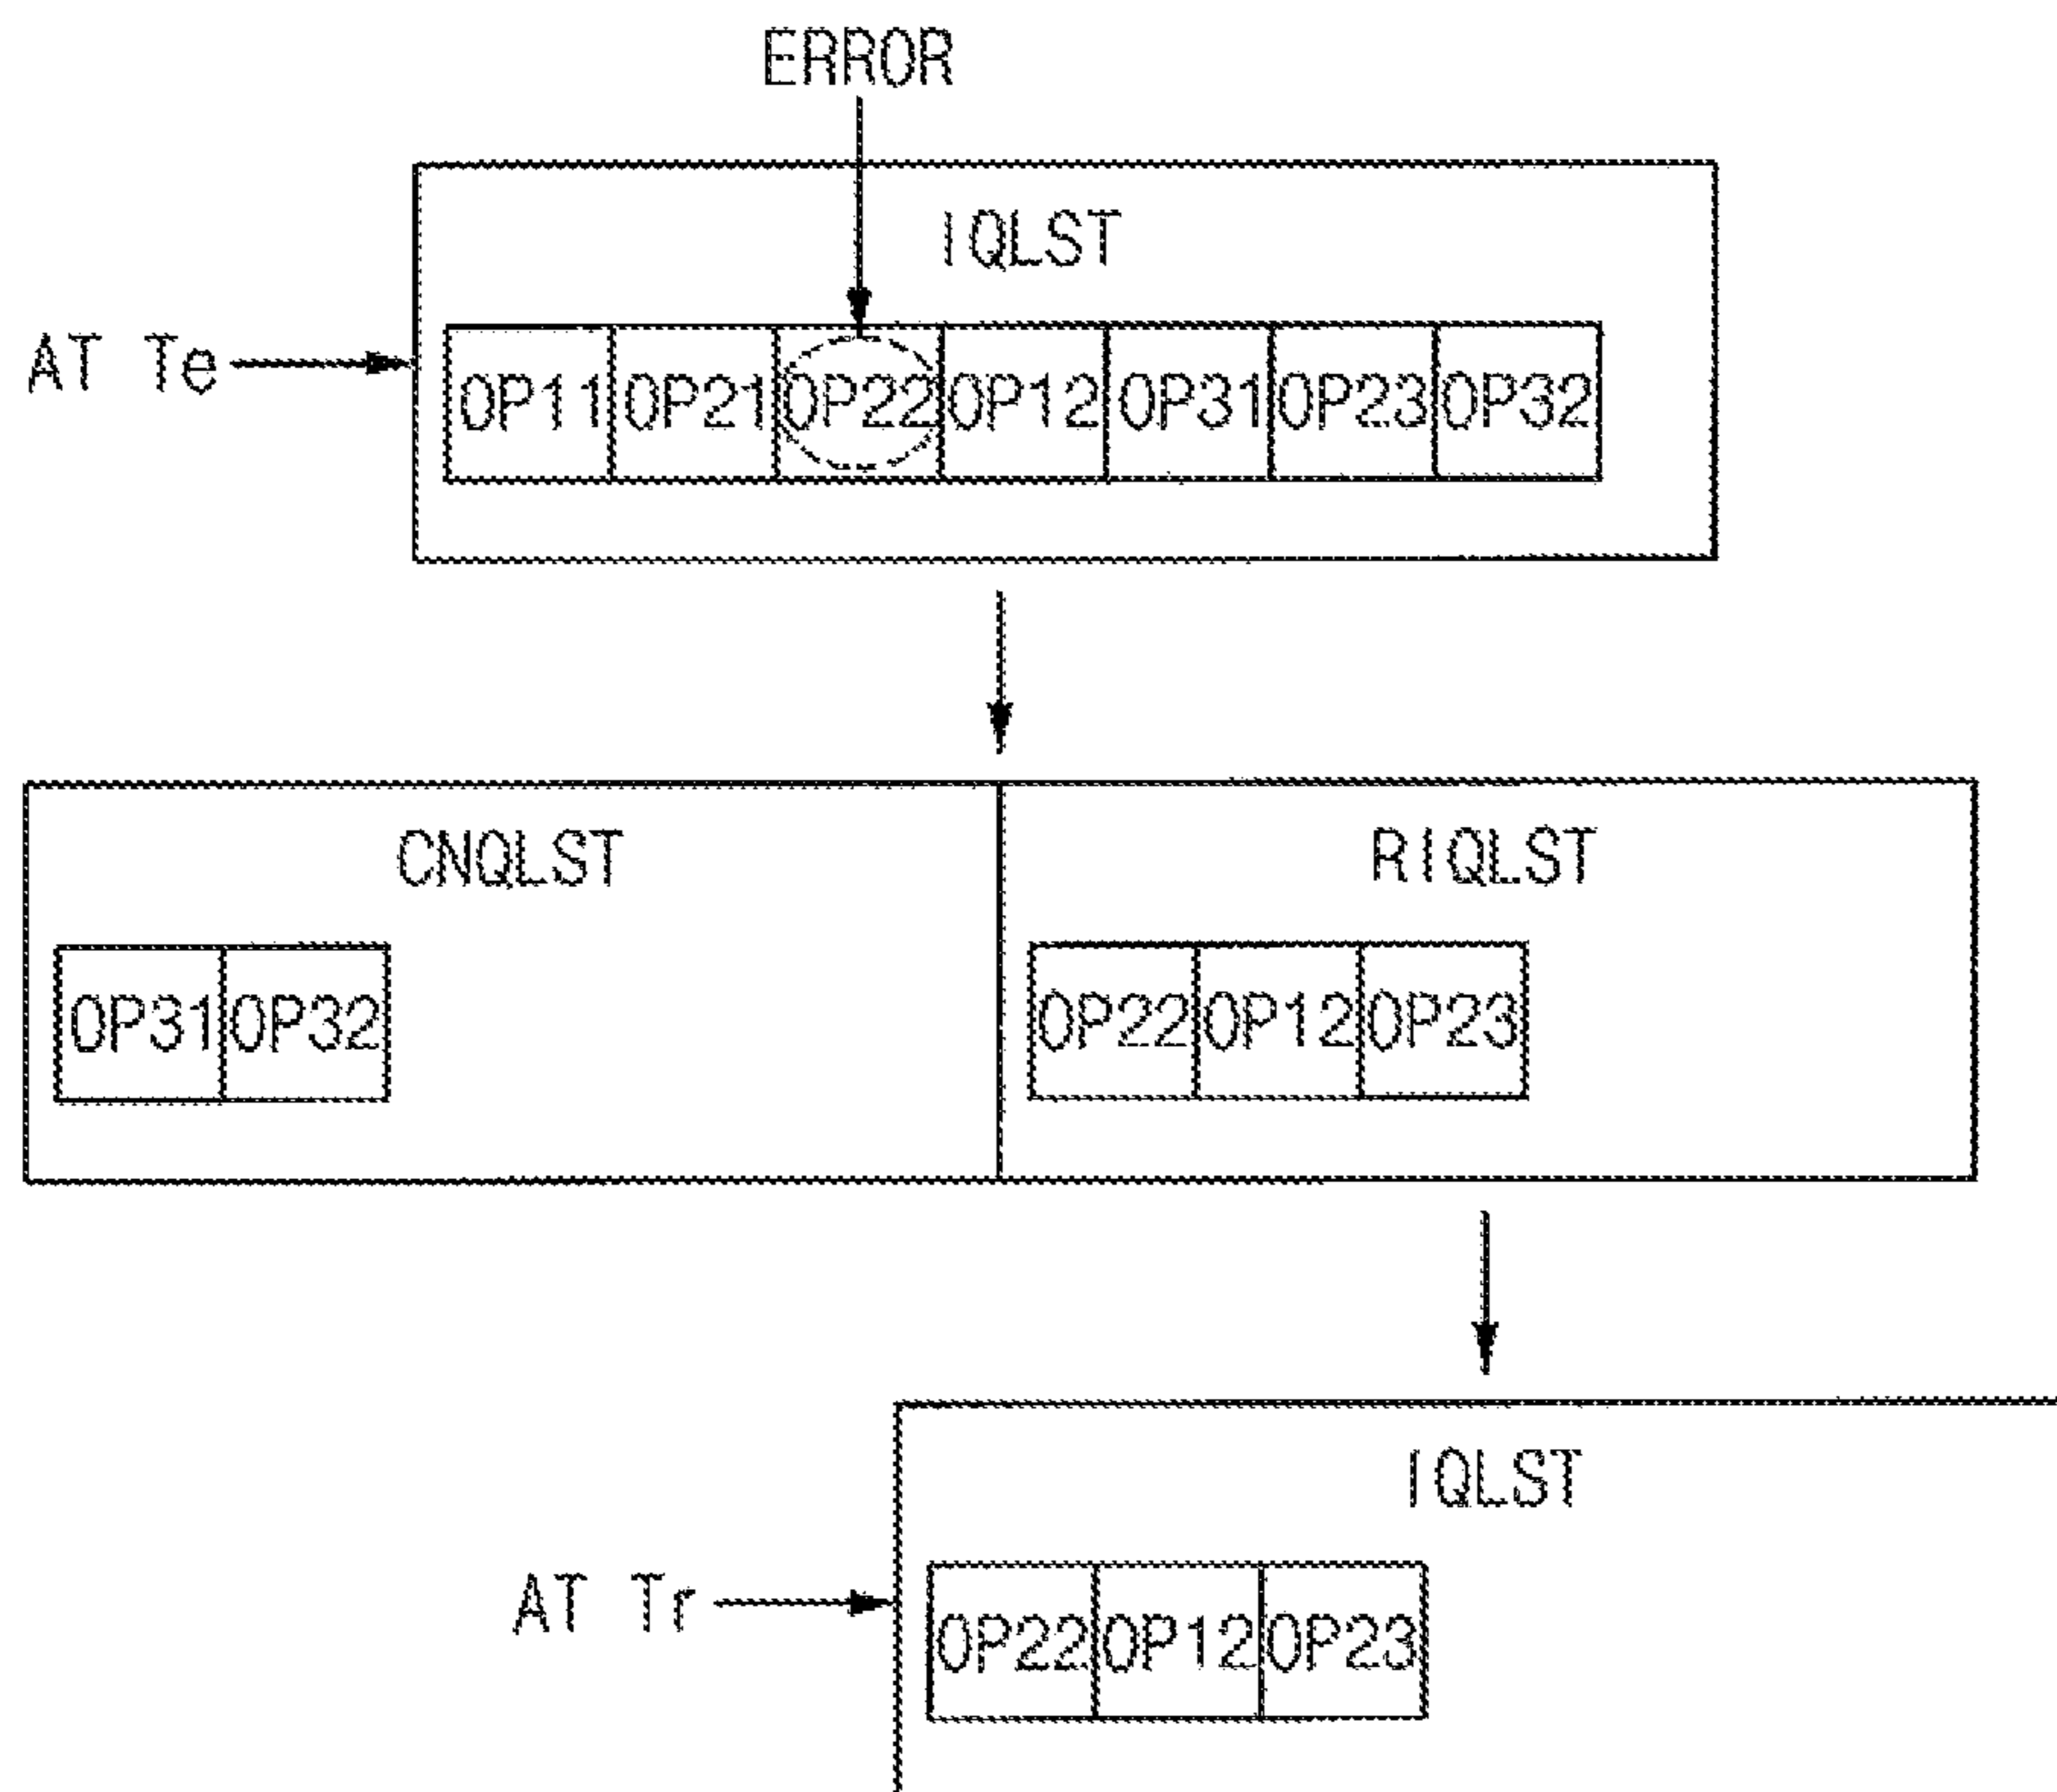 ERROR
IQLST
AT Te
OP11 OP21 OP22 OP12 OP31 OP23 OP32
CNQLST
RIQLST
OP31 OP32
OP22 OP12 OP23
IQLST
AT Tr
OP22 OP12 OP23